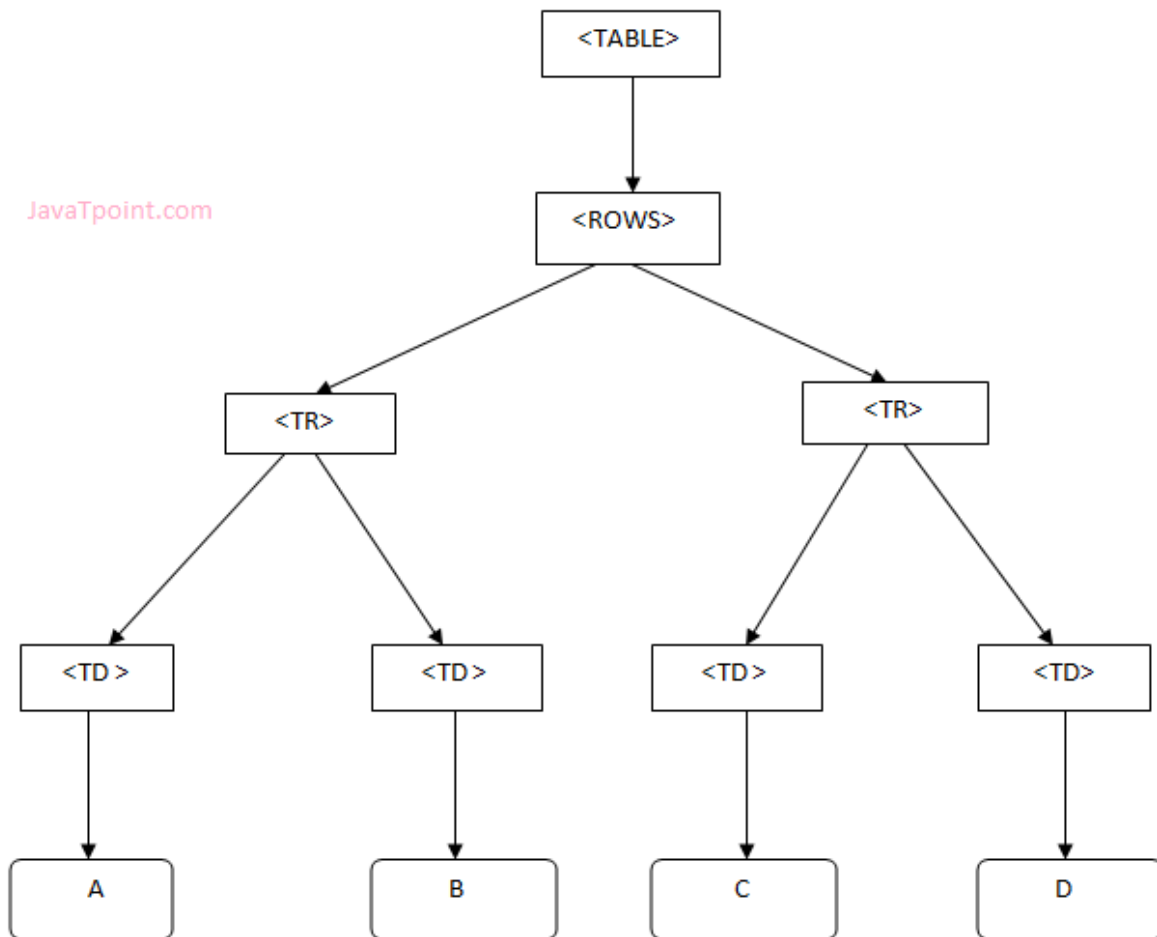 <TABLE>
JavaTpoint.com
<ROWS>
<TR>
<TR>
<TD >
<TD >
<TD >
<TD>
A
B
C
D